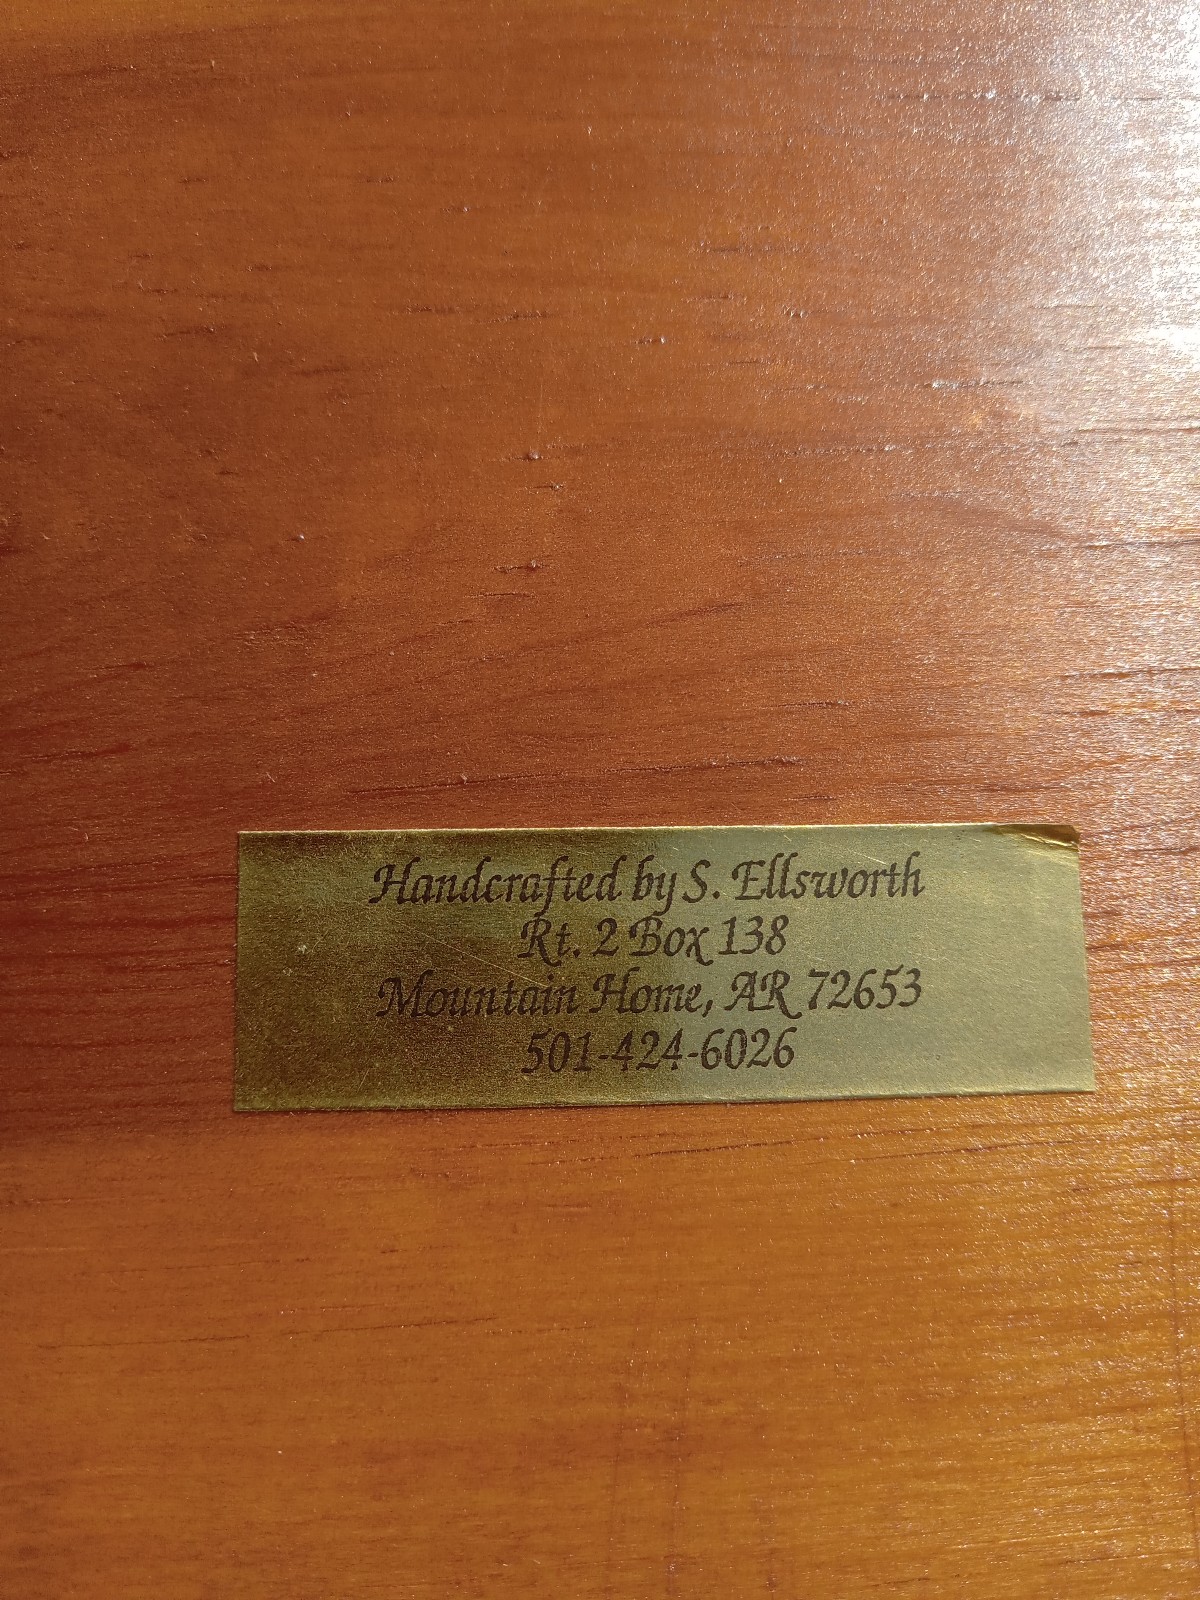 Handcrafted by S. Ellsworth
Rt. 2 Box 138
Mountain Home, AR 72653
501-424-6026